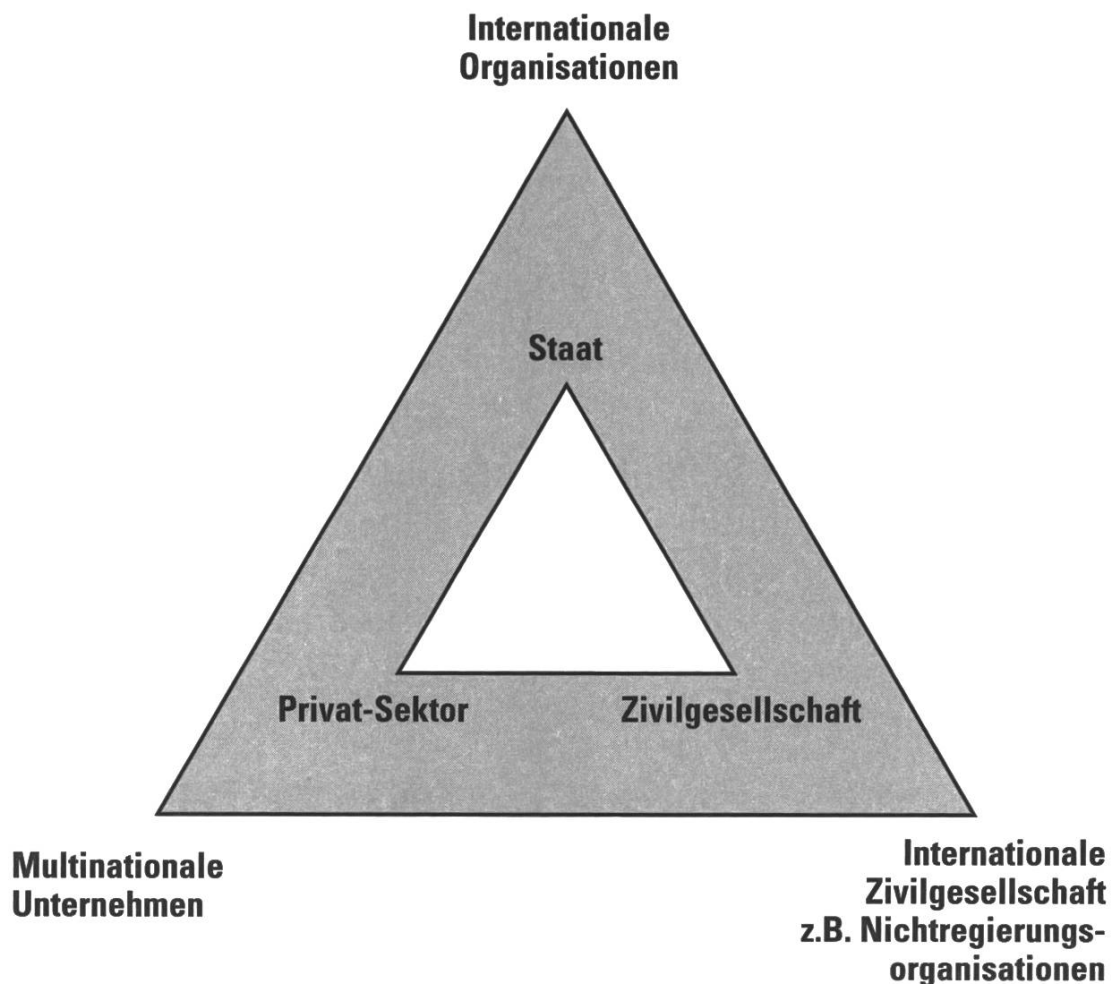 Internationale
Organisationen
Staat
Privat-Sektor
Zivilgesellschaft
Multinationale
Unternehmen
Internationale
Zivilgesellschaft
z.B. Nichtregierungs-
organisationen